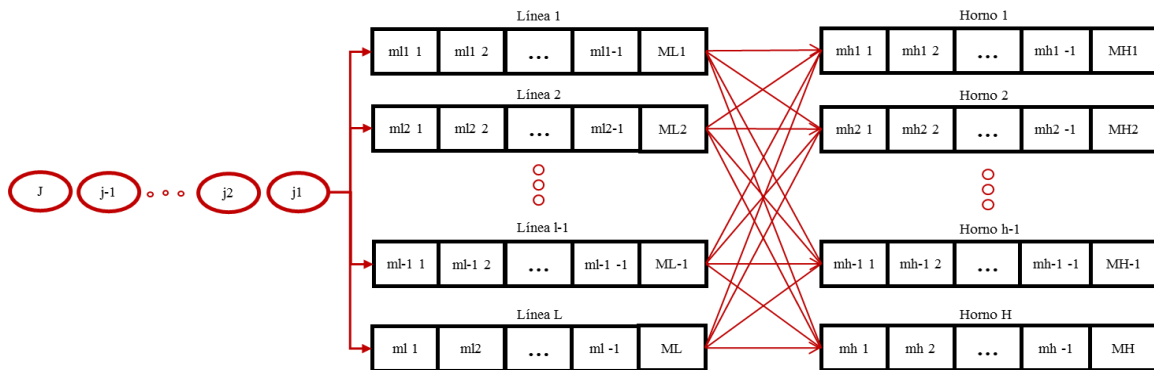 Línea 1 Horno 1
ml1 1 ml1 2 ... ml1-1 ML1 mh1 1 mh1 2 ... mh1 -1 MH1
Línea 2 Horno 2
ml2 1 ml2 2 ... ml2-1 ML2 mh2 1 mh2 2 ... mh2 -1 MH2
J j-1 j2 j1
Línea l-1 Horno h-1
ml-1 1 ml-1 2 ... ml-1 -1 ML-1 mh-1 1 mh-1 2 ... mh-1 -1 MH-1
Línea L Horno H
ml 1 ml2 ... ml -1 ML mh 1 mh 2 ... mh -1 MH